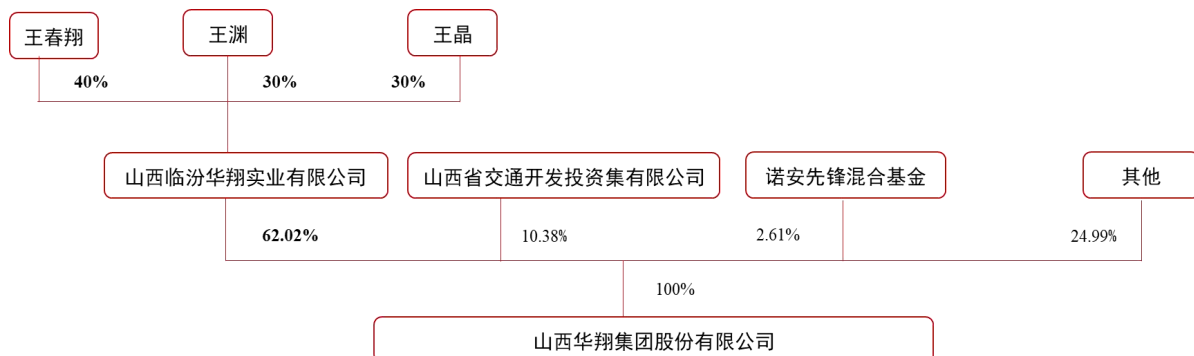 王春翔
王渊
王晶
40%
30%
30%
山西临汾华翔实业有限公司
山西省交通开发投资集有限公司
诺安先锋混合基金
其他
62.02%
10.38%
2.61%
24.99%
100%
山西华翔集团股份有限公司